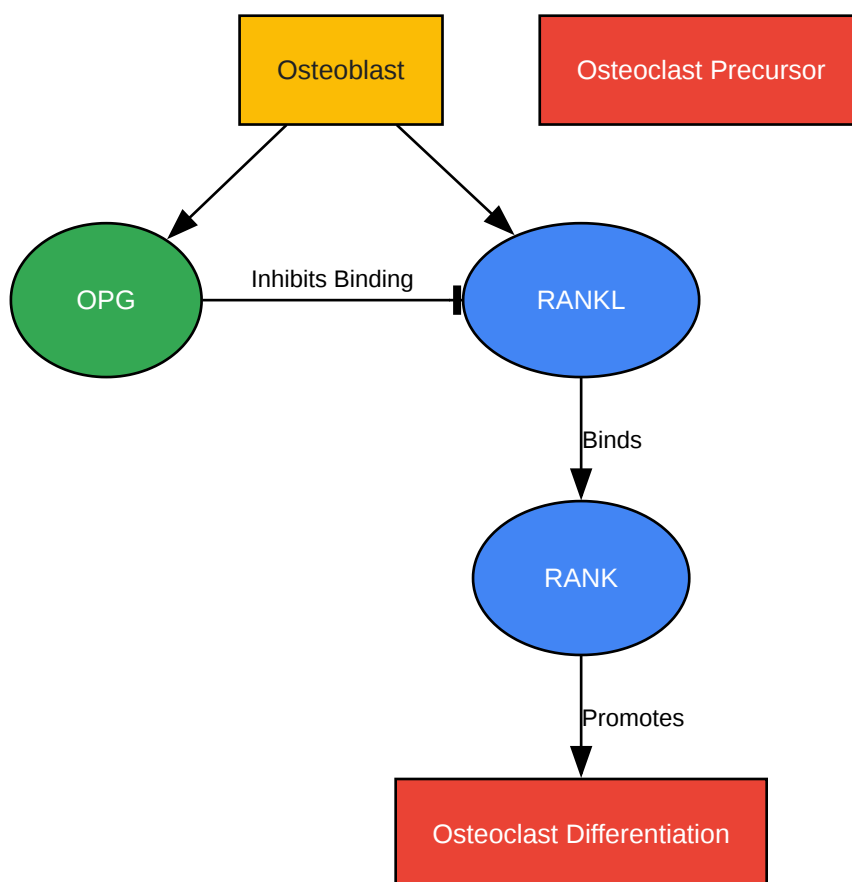 Osteoblast
Osteoclast Precursor
Inhibits Binding
OPG
RANKL
Binds
RANK
Promotes
Osteoclast Differentiation